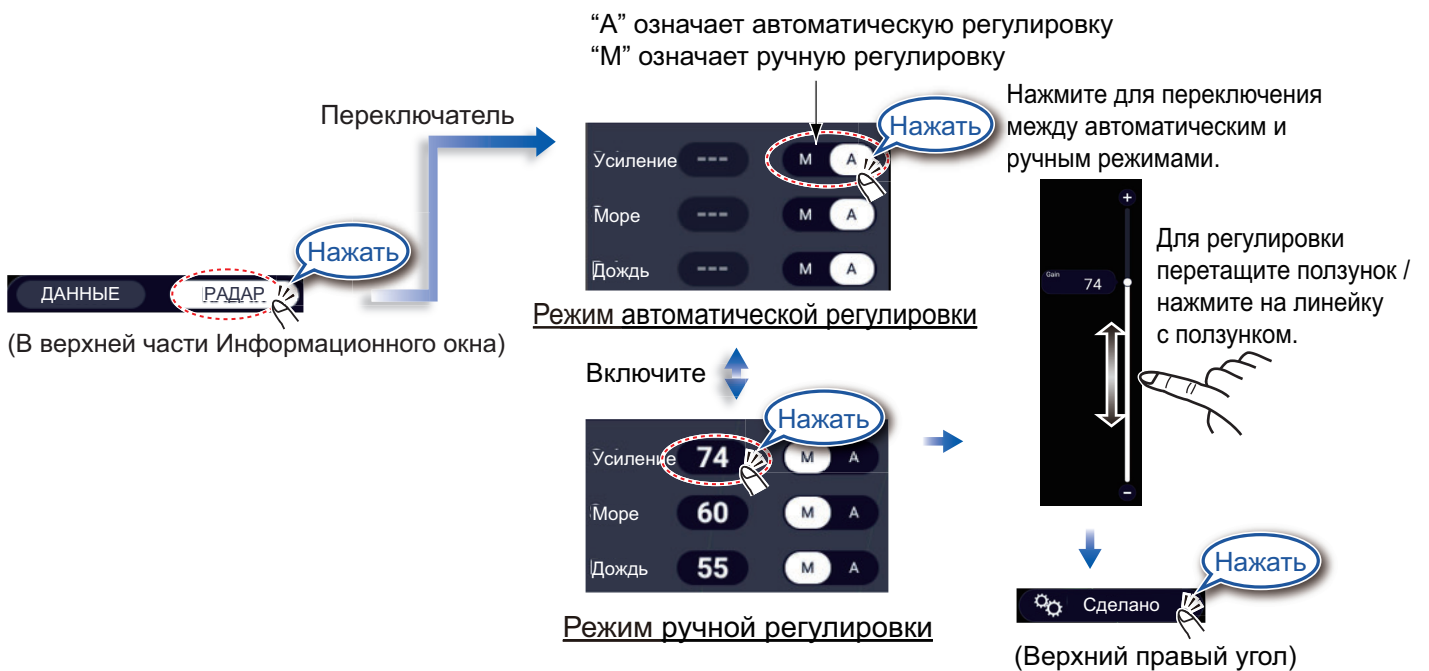 “А” означает автоматическую регулировку
“М” означает ручную регулировку
Переключатель
Нажмите для переключения
между автоматическим и
ручным режимами.
Нажать
Усиление --- М А
Море --- М А
Дождь --- М А
Режим автоматической регулировки
Нажать
ДАННЫЕ РАДАР
(В верхней части Информационного окна)
Включите
Нажать
Усиление 74 М А
Море 60 М А
Дождь 55 М А
Режим ручной регулировки
+
Gain
74
−
Для регулировки
перетащите ползунок /
нажмите на линейку
с ползунком.
Нажать
Сделано
(Верхний правый угол)